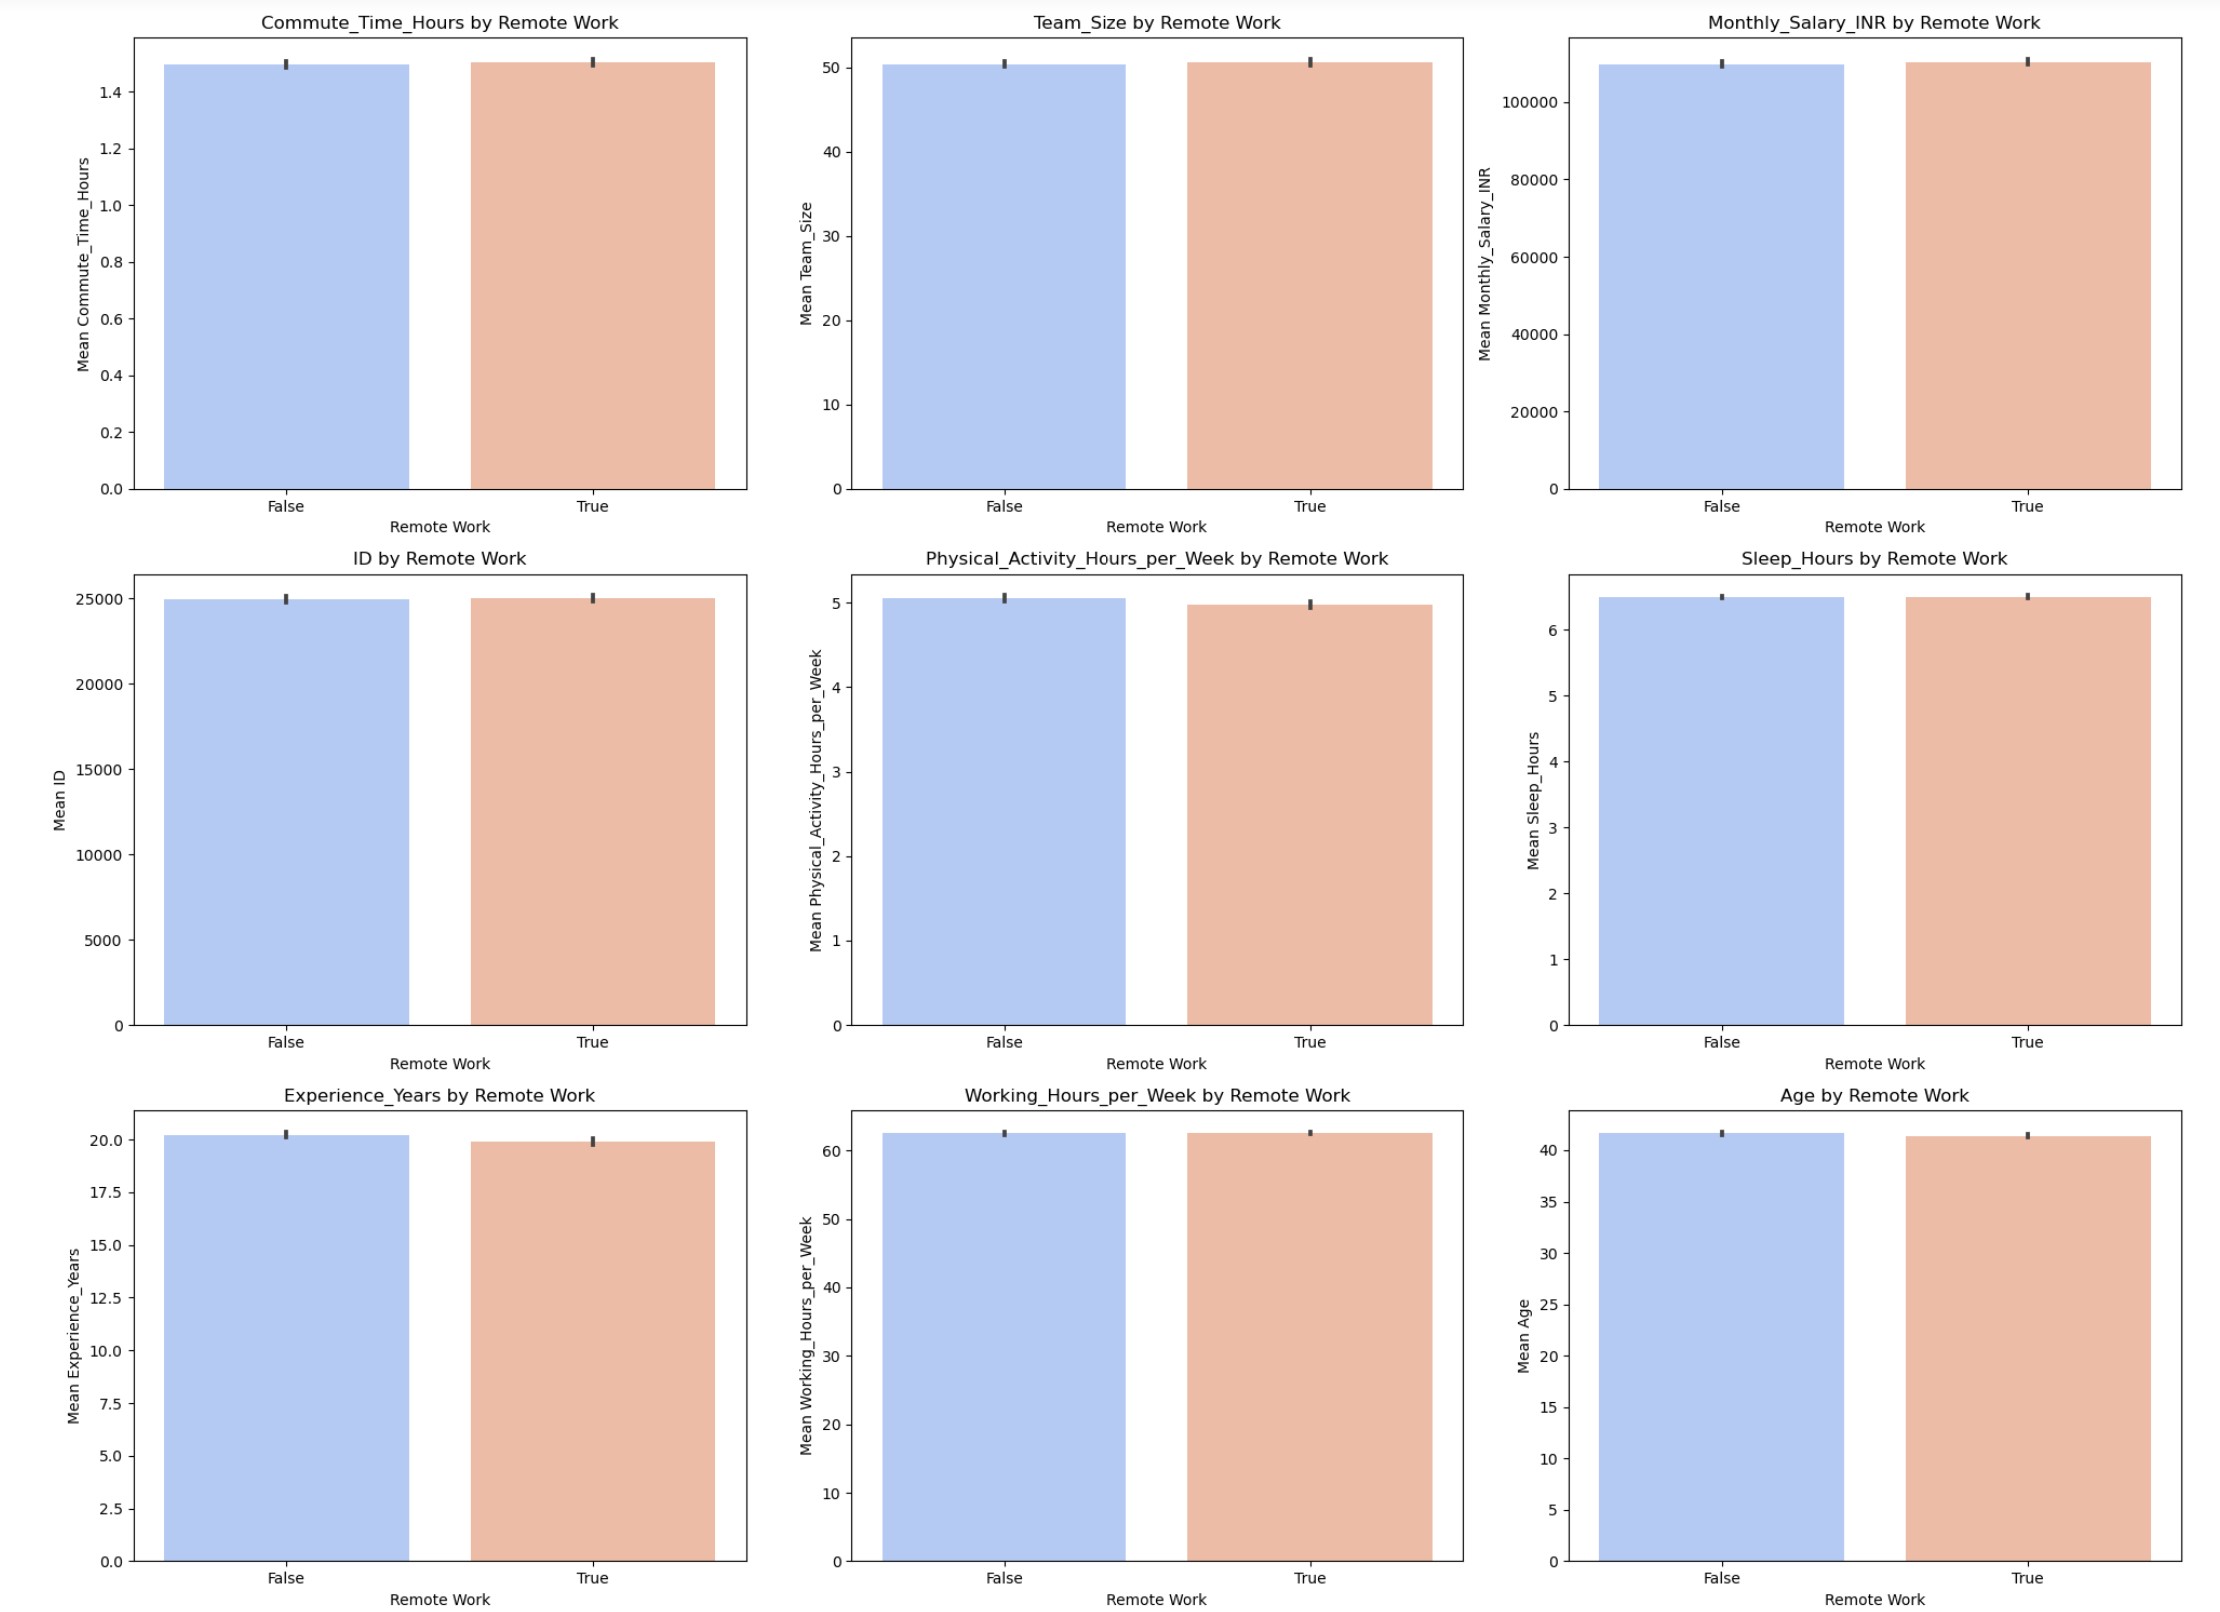 Commute_Time_Hours by Remote Work
Mean Commute_Time_Hours
1.4
1.2
1.0
0.8
0.6
0.4
0.2
0.0
False True
Remote Work
Team_Size by Remote Work
Mean Team_Size
50
40
30
20
10
0
False True
Remote Work
Monthly_Salary_INR by Remote Work
Mean Monthly_Salary_INR
100000
80000
60000
40000
20000
0
False True
Remote Work
ID by Remote Work
Mean ID
25000
20000
15000
10000
5000
0
False True
Remote Work
Physical_Activity_Hours_per_Week by Remote Work
Mean Physical_Activity_Hours_per_Week
5
4
3
2
1
0
False True
Remote Work
Sleep_Hours by Remote Work
Mean Sleep_Hours
6
5
4
3
2
1
0
False True
Remote Work
Experience_Years by Remote Work
Mean Experience_Years
20.0
17.5
15.0
12.5
10.0
7.5
5.0
2.5
0.0
False True
Remote Work
Working_Hours_per_Week by Remote Work
Mean Working_Hours_per_Week
60
50
40
30
20
10
0
False True
Remote Work
Age by Remote Work
Mean Age
40
35
30
25
20
15
10
5
0
False True
Remote Work